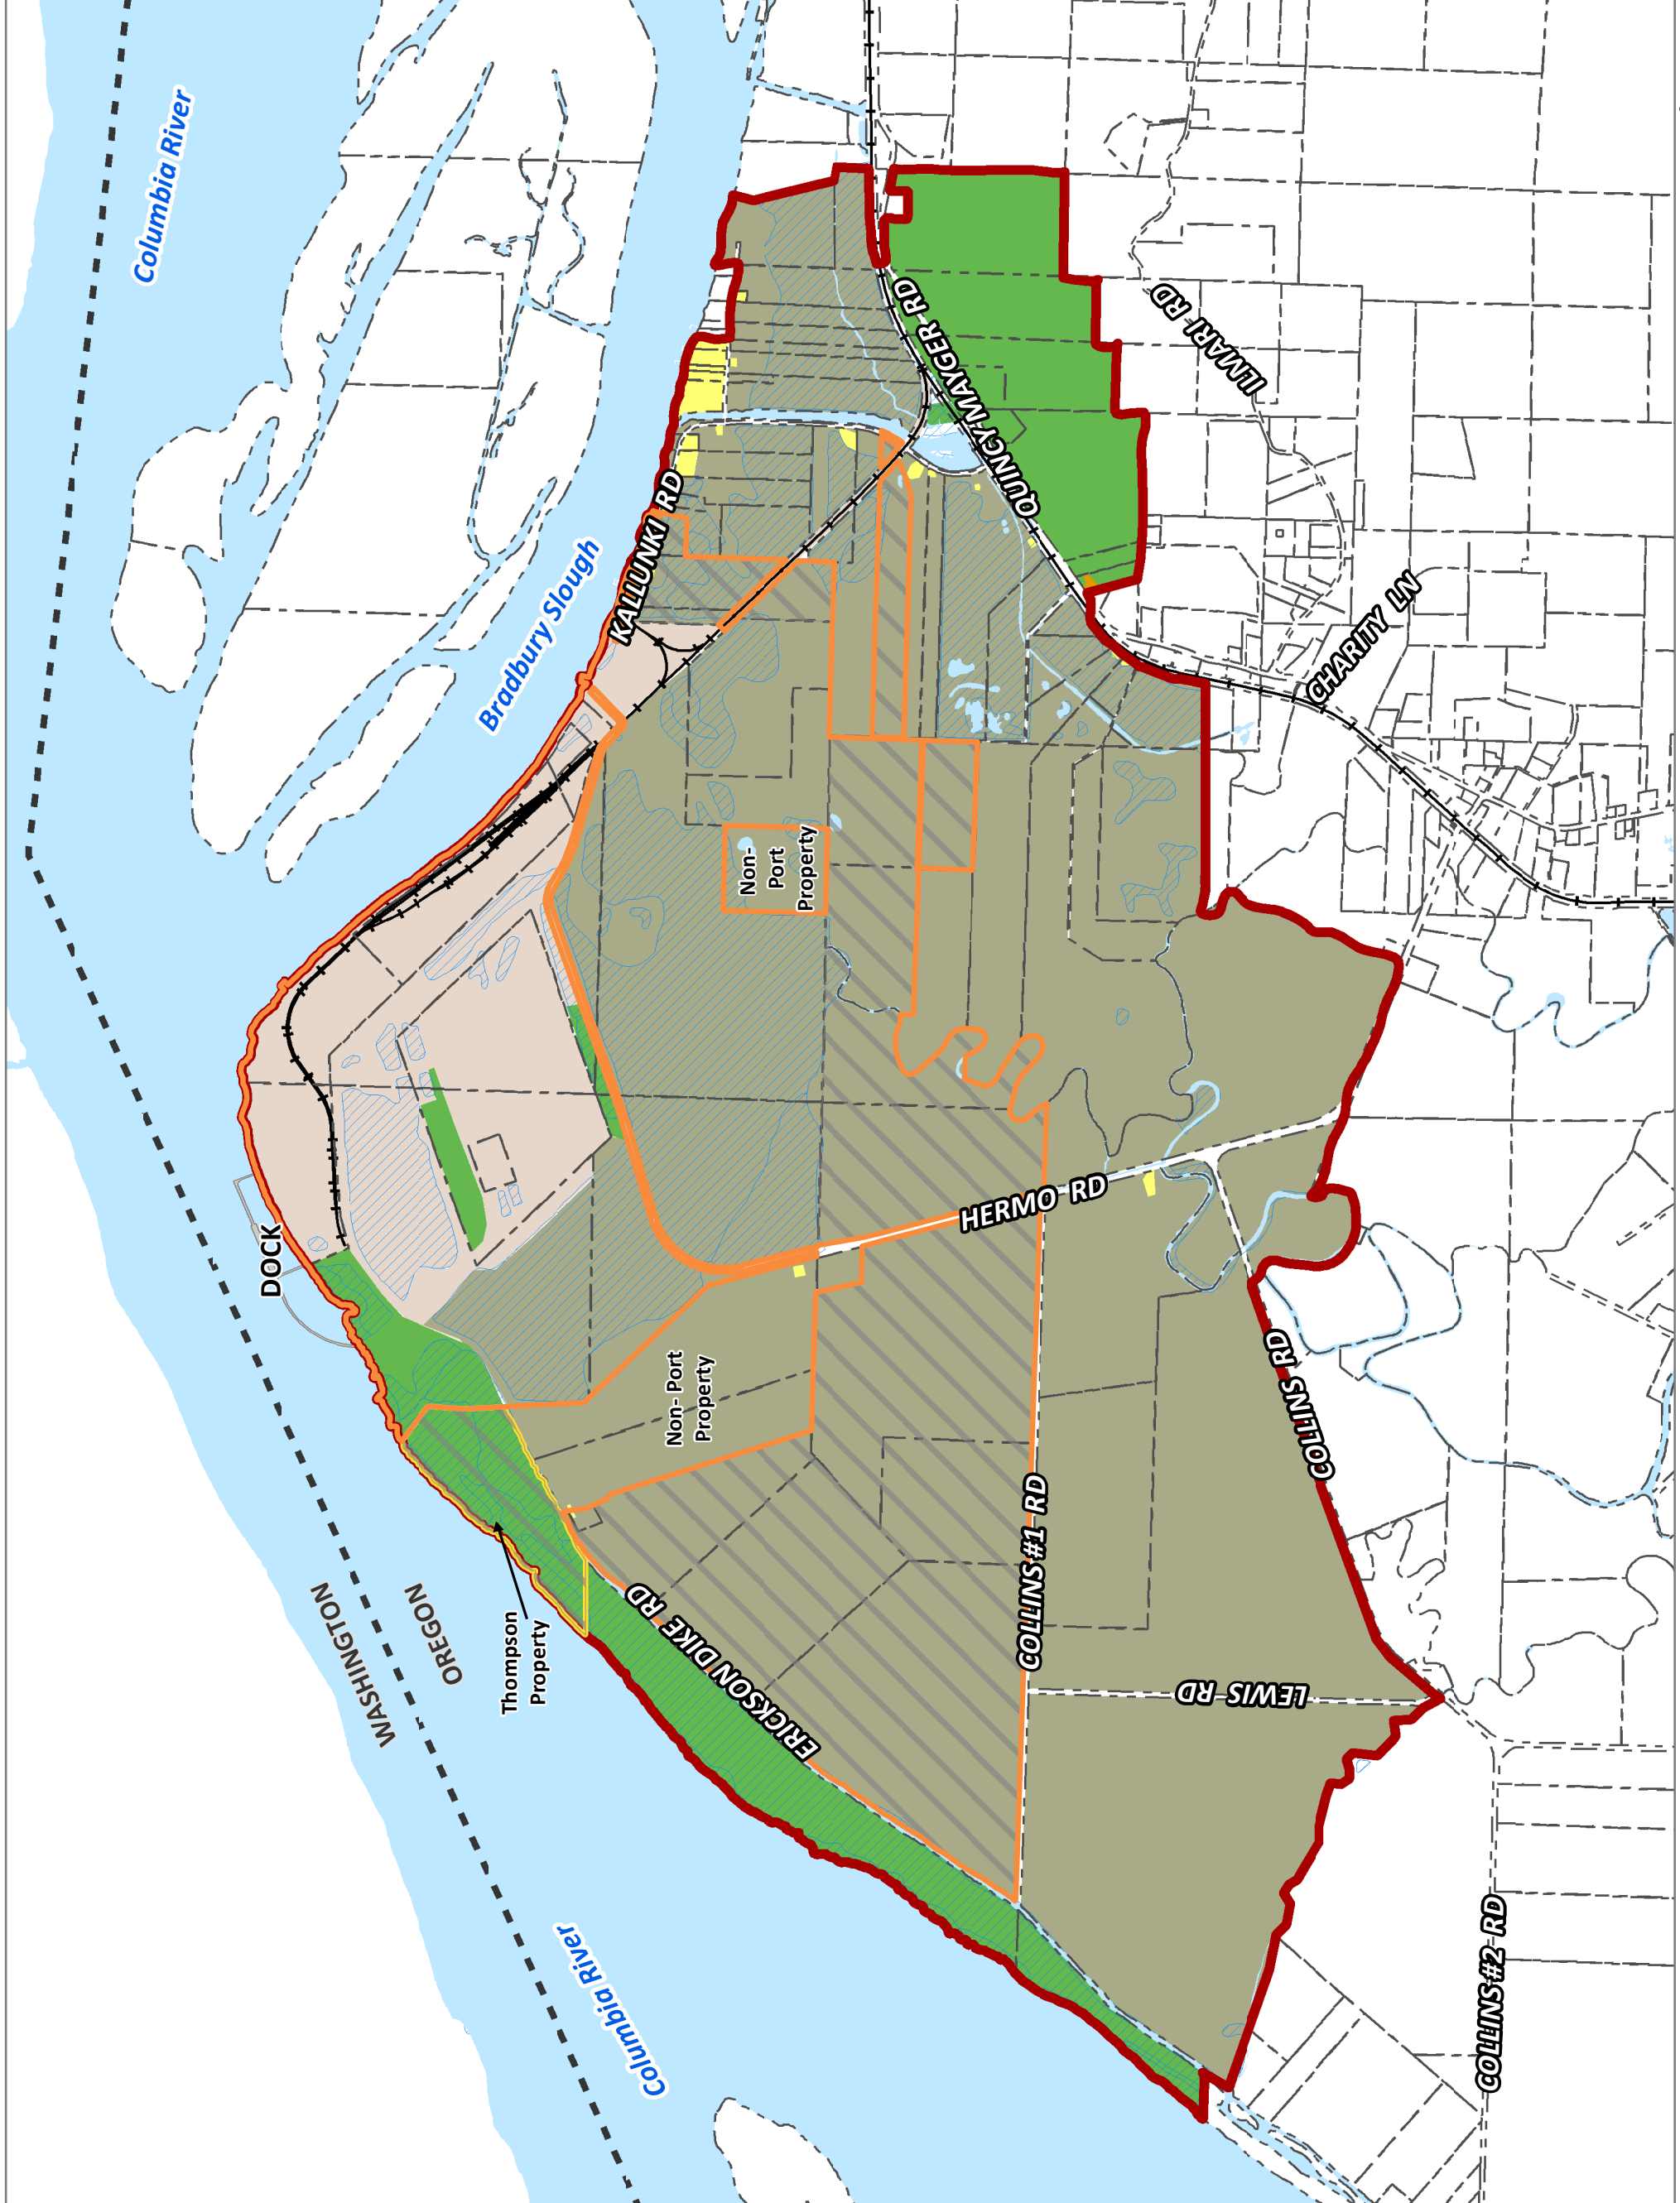 Columbia River
Bradbury Slough
KALLUNKI RD
QUINCY-MAYGER RD
ILMARI RD
CHARITY LN
Non-
Port
Property
DOCK
HERMO RD
Non- Port
Property
COLLINS RD
COLLINS #1 RD
WASHINGTON
OREGON
Thompson
Property
ERICKSON DIKE RD
LEWIS RD
Columbia River
COLLINS #2 RD